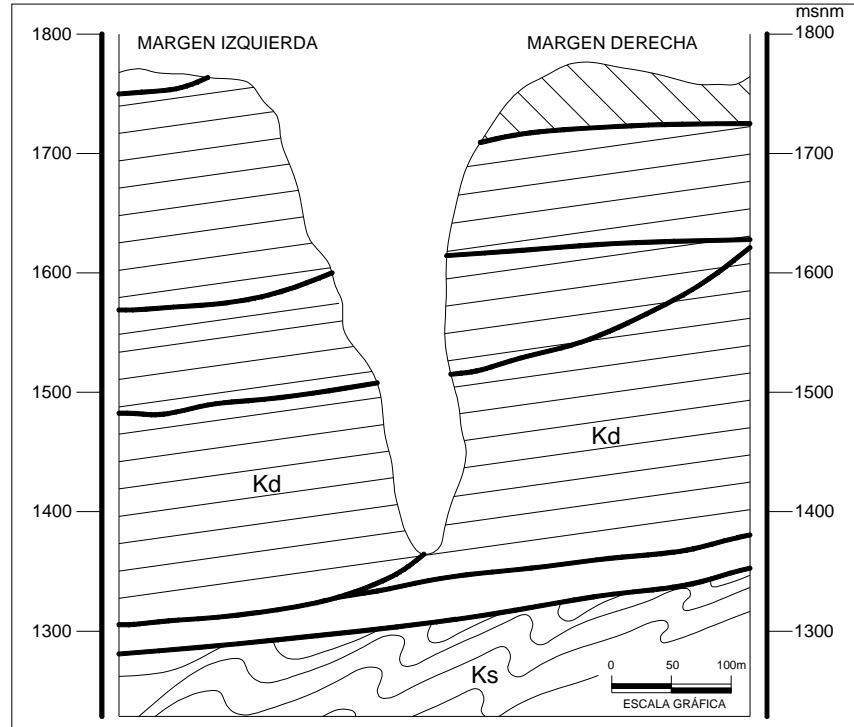 msnm
1800
MARGEN IZQUIERDA
MARGEN DERECHA
1800
1700
1700
1600
1600
1500
1500
Kd
Kd
1400
1400
1300
1300
Ks
0
50
100m
ESCALA GRÁFICA